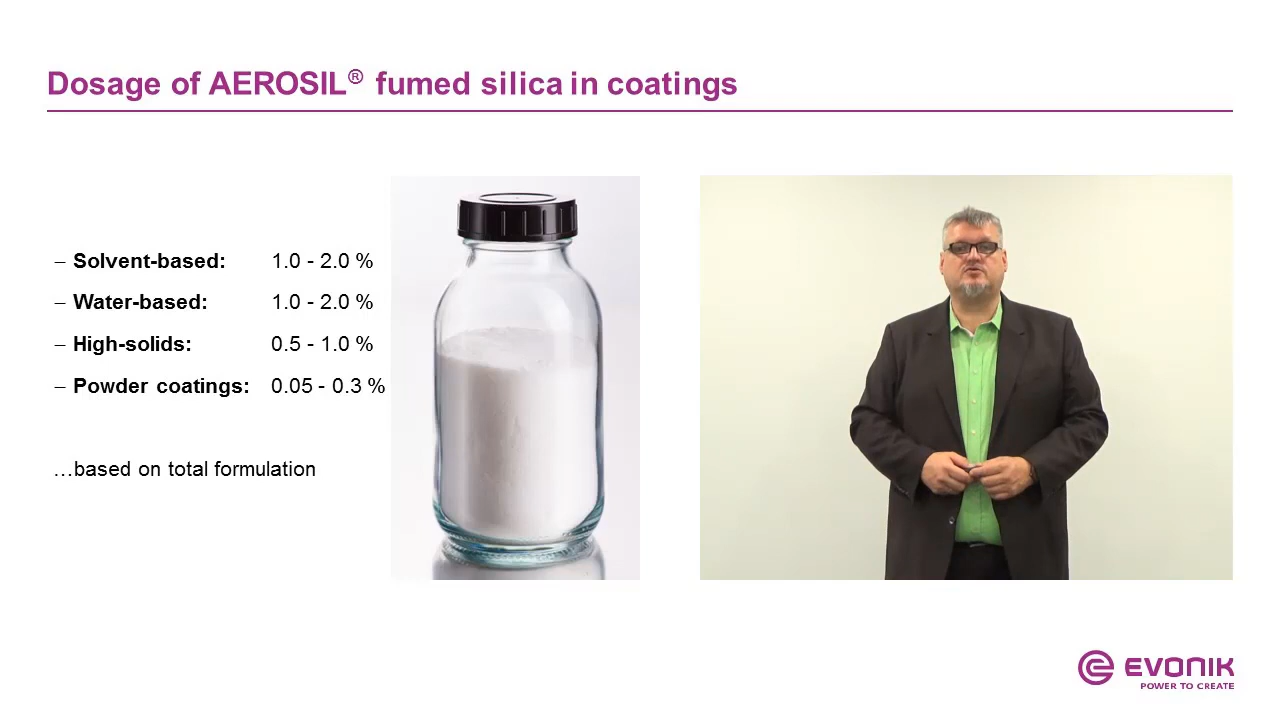 Dosage of AEROSIL® fumed silica in coatings
– Solvent-based: 1.0 - 2.0 %
– Water-based: 1.0 - 2.0 %
– High-solids: 0.5 - 1.0 %
– Powder coatings: 0.05 - 0.3 %
…based on total formulation
EVONIK
POWER TO CREATE